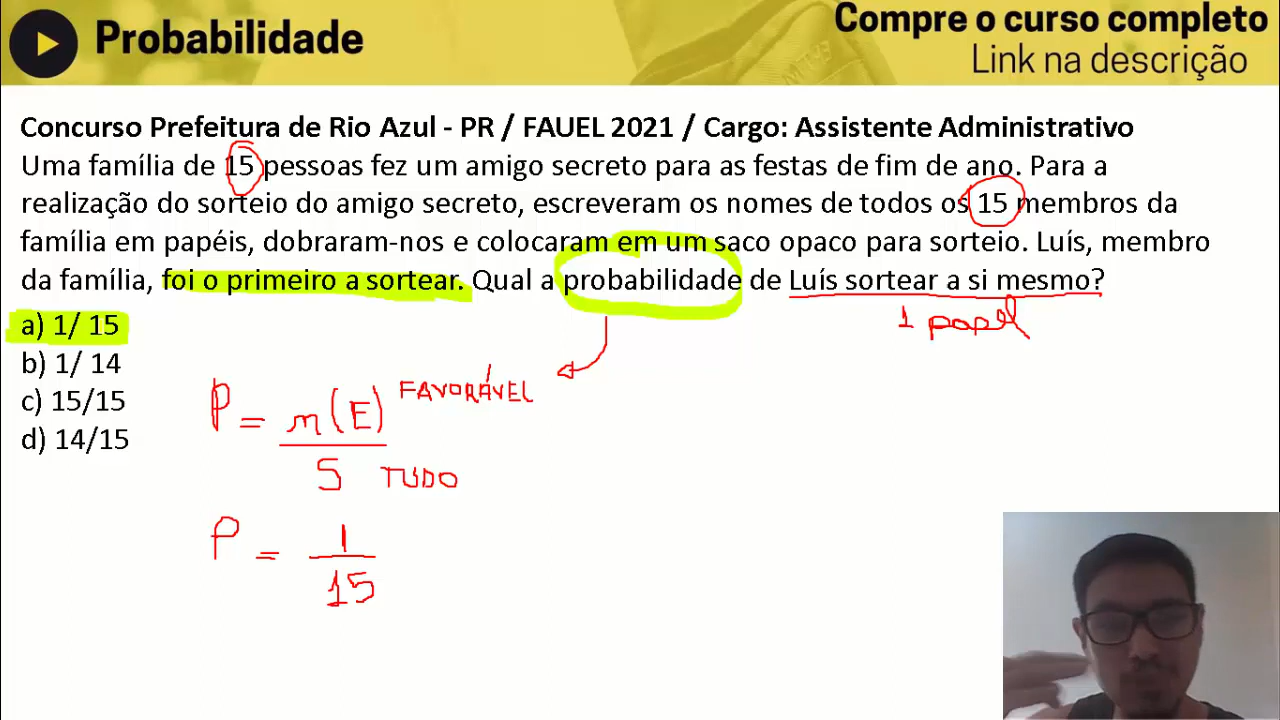 Probabilidade
Compre o curso completo
Link na descrição
Concurso Prefeitura de Rio Azul - PR / FAUEL 2021 / Cargo: Assistente Administrativo
Uma família de 15 pessoas fez um amigo secreto para as festas de fim de ano. Para a
realização do sorteio do amigo secreto, escreveram os nomes de todos os 15 membros da
família em papéis, dobraram-nos e colocaram em um saco opaco para sorteio. Luís, membro
da família, foi o primeiro a sortear. Qual a probabilidade de Luís sortear a si mesmo?
a) 1/ 15
1 papel
b) 1/ 14
c) 15/15
d) 14/15
P = n(E) FAVORÁVEL
S TUDO
P = 1
15